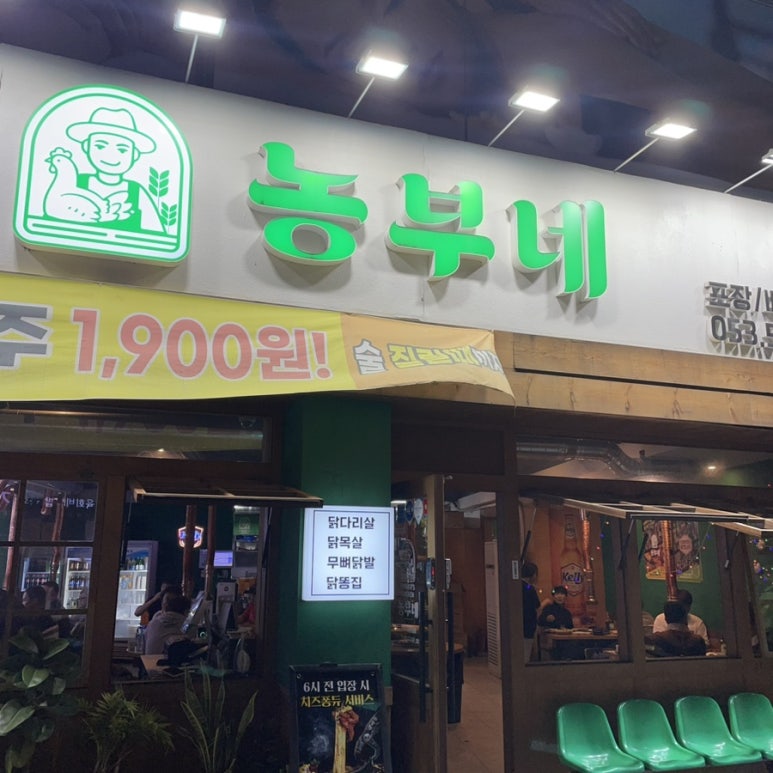 농부네
포장/
053.
주 1,900원!
술
닭다리살
닭목살
무뼈닭발
닭똥집
Kelly
6시 전 입장 시
치즈퐁듀 서비스